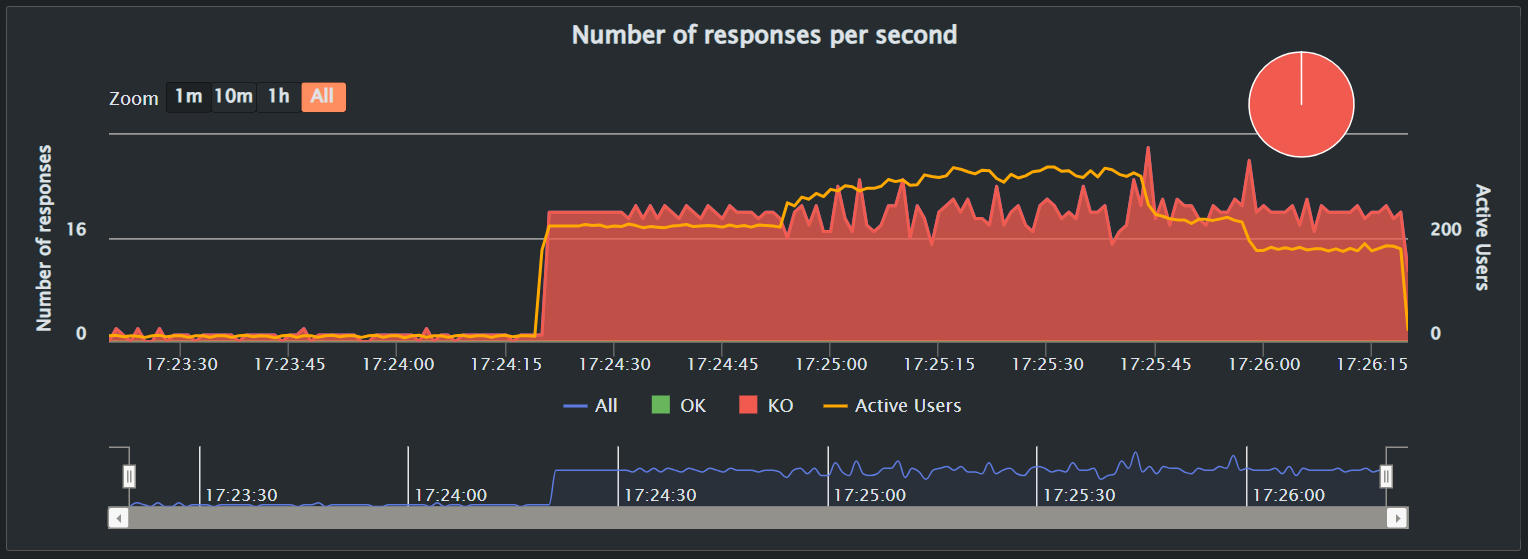 Number of responses per second
Zoom 1m 10m 1h All
Number of responses
Active Users
16
0
200
0
17:23:30 17:23:45 17:24:00 17:24:15 17:24:30 17:24:45 17:25:00 17:25:15 17:25:30 17:25:45 17:26:00 17:26:15
All OK KO Active Users
17:23:30 17:24:00 17:24:30 17:25:00 17:25:30 17:26:00